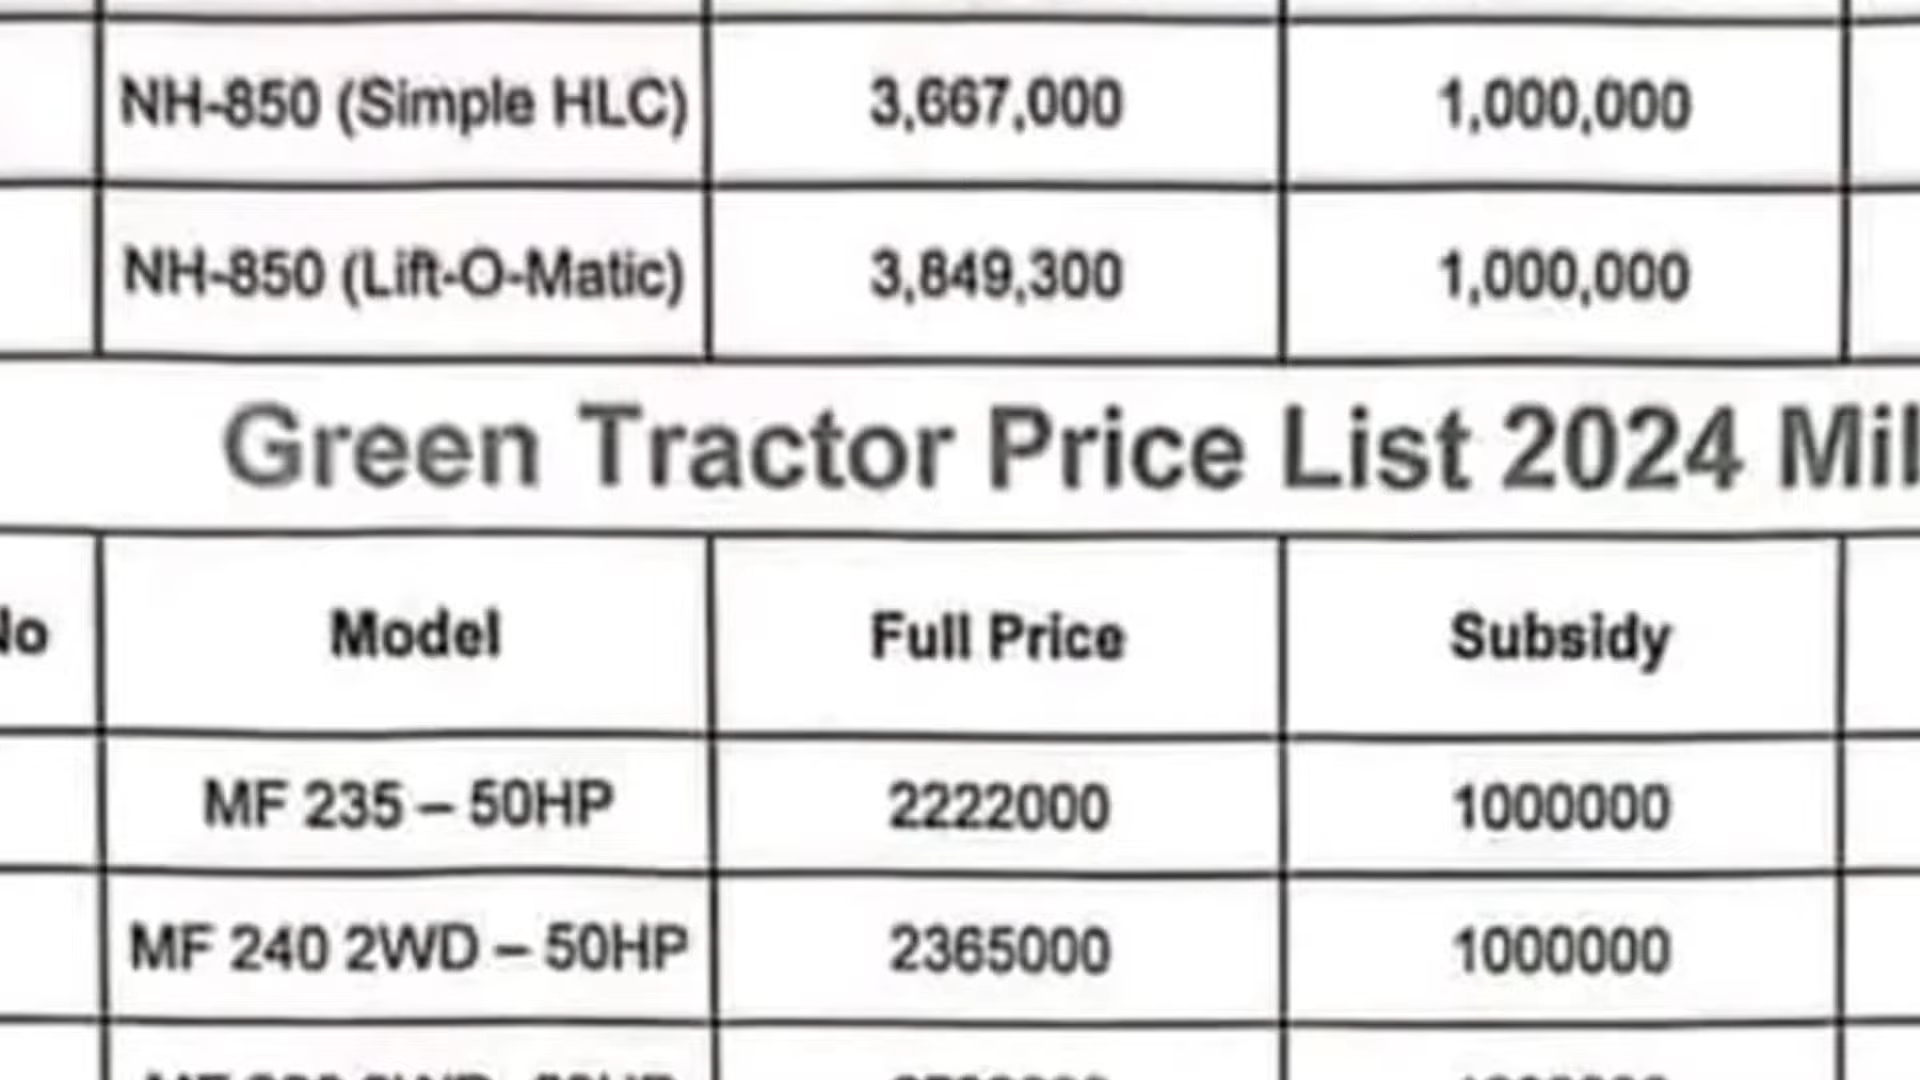 NH-850 (Simple HLC) 3,667,000 1,000,000
NH-850 (Lift-O-Matic) 3,849,300 1,000,000
Green Tractor Price List 2024 Mil
No Model Full Price Subsidy
MF 235 – 50HP 2222000 1000000
MF 240 2WD – 50HP 2365000 1000000